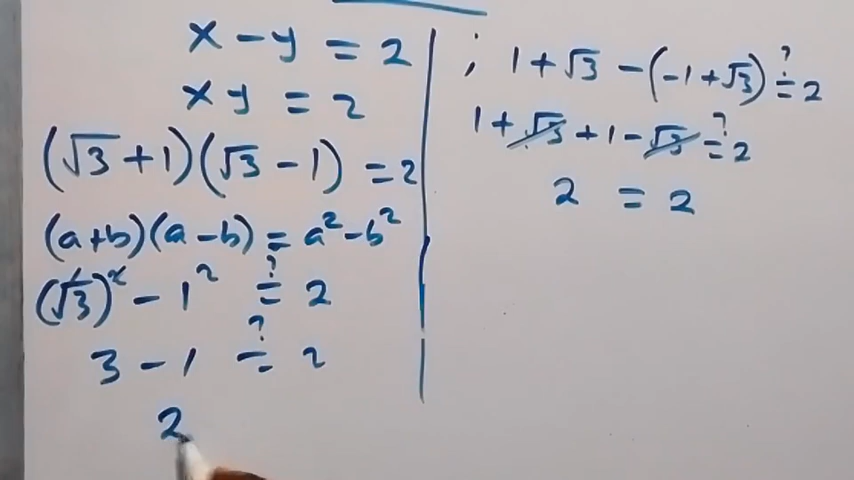 x - y = 2
xy = 2
(√3 + 1)(√3 - 1) = 2
(a+b)(a-b) = a² - b²
(√3)² - 1² ≟ 2
3 - 1 ≟ 2
2
; 1 + √3 - (-1 + √3) ≟ 2
1 + √3 + 1 - √3 ≟ 2
2 = 2